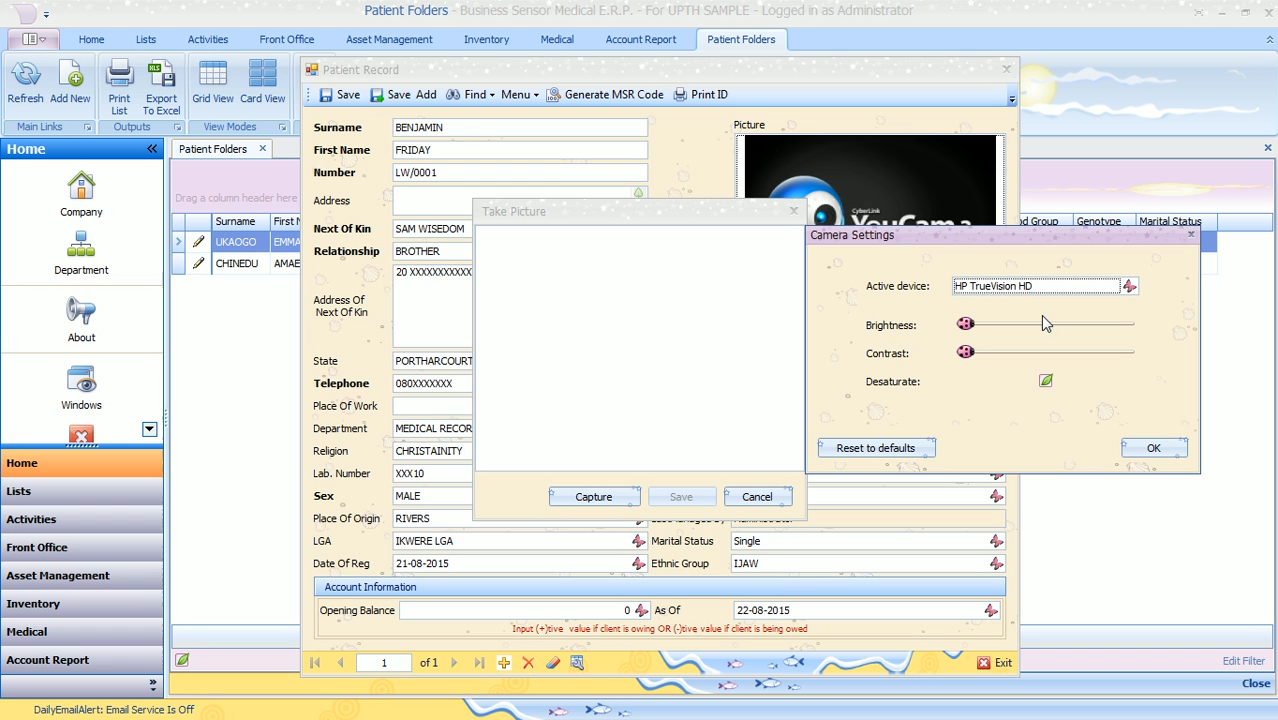 Patient Folders - Business Sensor Medical E.R.P. - For UPTH SAMPLE - Logged in as Administrator
Home Lists Activities Front Office Asset Management Inventory Medical Account Report Patient Folders
Refresh Add New Print List Export To Excel Grid View Card View
Main Links Outputs View Modes
Patient Record
Save Save Add Find Menu Generate MSR Code Print ID
Home
Company
Department
About
Windows
Home
Lists
Activities
Front Office
Asset Management
Inventory
Medical
Account Report
Patient Folders
Drag a column header here
Surname First N
UKAOGO EMMA
CHINEDU AMAE
Genotype Marital Status
Surname BENJAMIN
First Name FRIDAY
Number LW/0001
Address
Next Of Kin SAM WISEDOM
Relationship BROTHER
Address Of Next Of Kin 20 XXXXXXXXXXX
State PORTHARCOURT
Telephone 080XXXXXXX
Place Of Work
Department MEDICAL RECOR
Religion CHRISTAINITY
Lab. Number XXX10
Sex MALE
Place Of Origin RIVERS
LGA IKWERE LGA
Marital Status Single
Date Of Reg 21-08-2015
Ethnic Group IJAW
Picture
CyberLink
YouCam
Take Picture
Capture Save Cancel
Camera Settings
Active device: HP TrueVision HD
Brightness:
Contrast:
Desaturate:
Reset to defaults OK
Account Information
Opening Balance 0 As Of 22-08-2015
Input (+)tive value if client is owing OR (-)tive value if client is being owed
1 of 1
Exit
Edit Filter
Close
DailyEmailAlert: Email Service Is Off